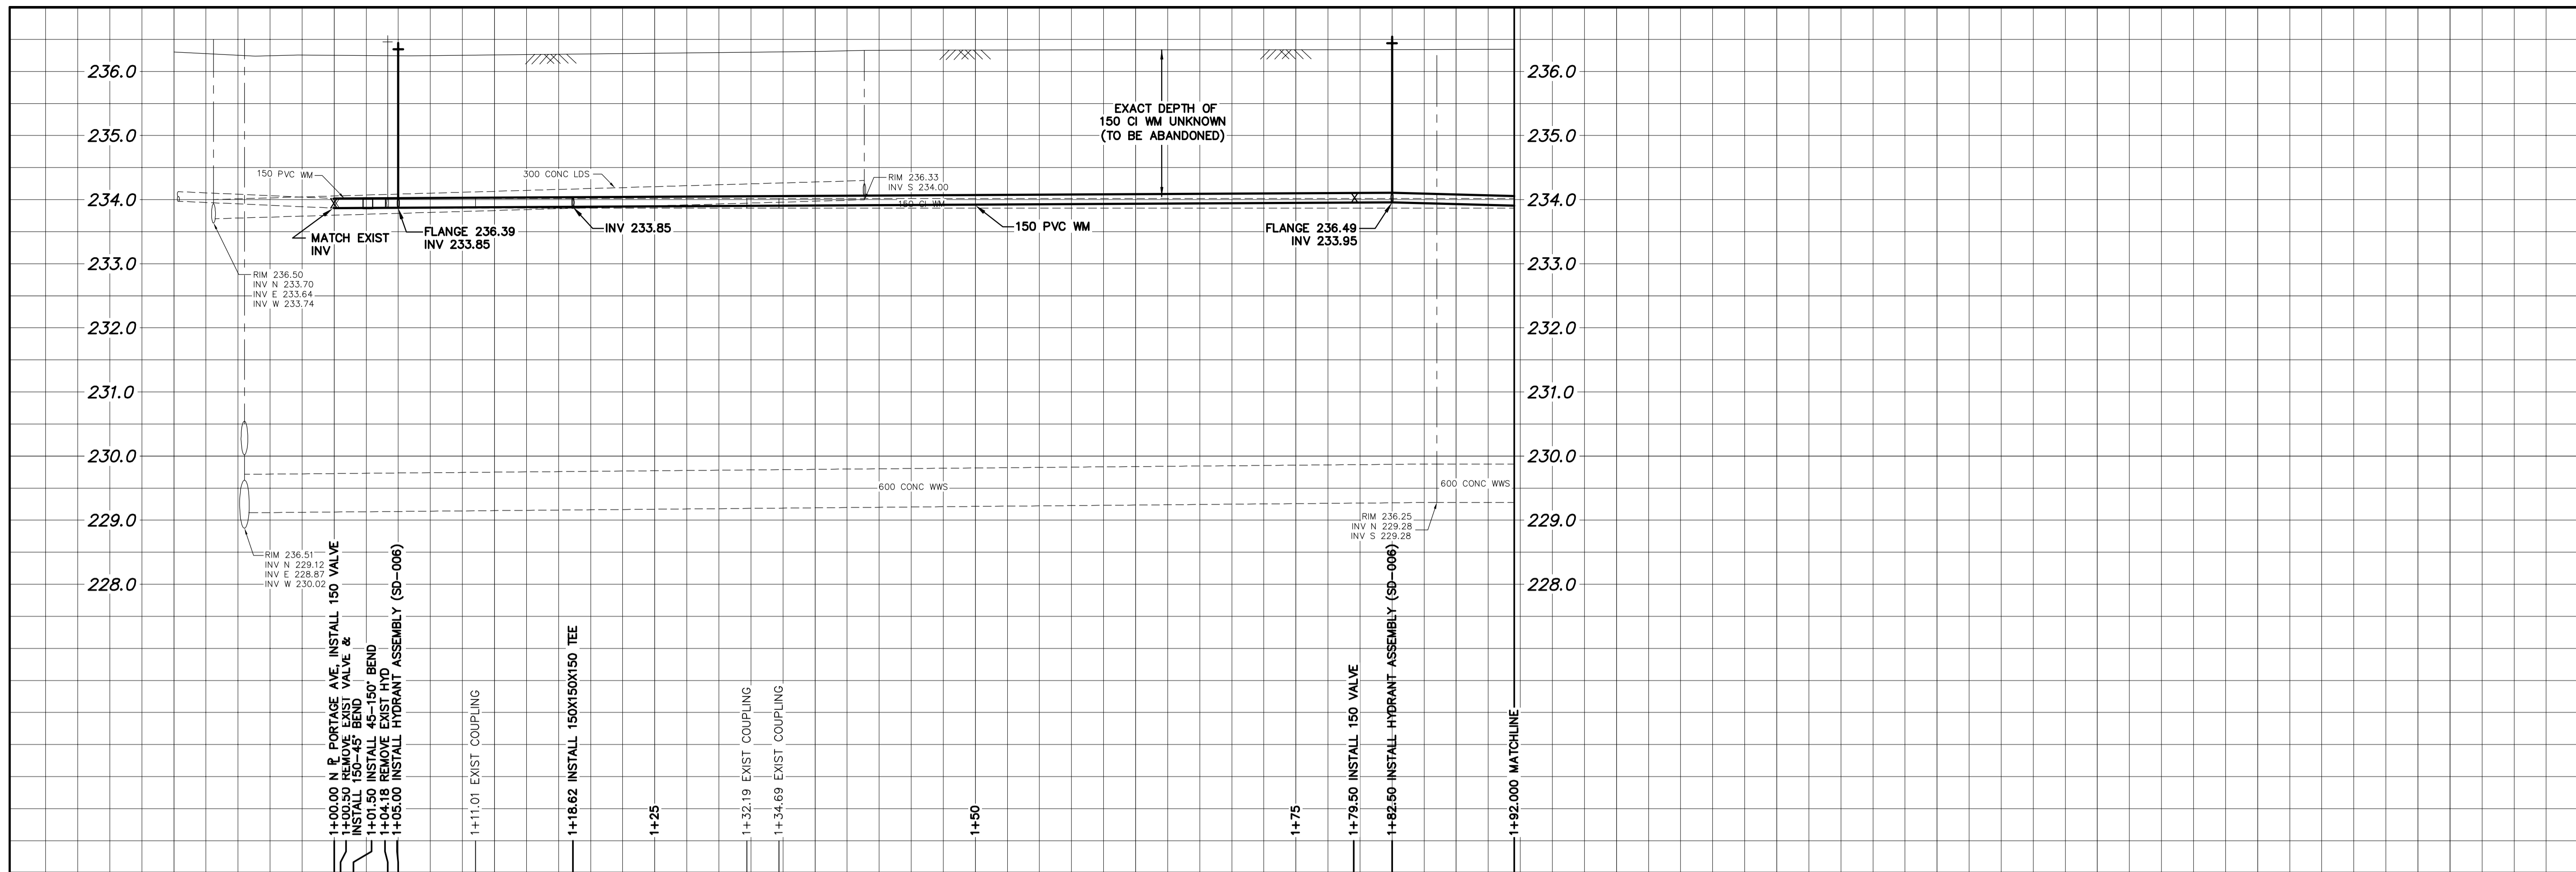 236.0
235.0
234.0
233.0
232.0
231.0
230.0
229.0
228.0
150 PVC WM
300 CONC LDS
RIM 236.33
INV S 234.00
150 CI WM
EXACT DEPTH OF
150 CI WM UNKNOWN
(TO BE ABANDONED)
MATCH EXIST
INV
FLANGE 236.39
INV 233.85
INV 233.85
150 PVC WM
FLANGE 236.49
INV 233.95
RIM 236.50
INV N 233.70
INV E 233.64
INV W 233.74
600 CONC WWS
600 CONC WWS
RIM 236.25
INV N 229.28
INV S 229.28
RIM 236.51
INV N 229.12
INV E 228.87
INV W 230.02
1+00.00 N PL PORTAGE AVE, INSTALL 150 VALVE
1+00.50 REMOVE EXIST VALVE &
INSTALL 150-45° BEND
1+01.50 INSTALL 45-150° BEND
1+04.18 REMOVE EXIST HYD
1+05.00 INSTALL HYDRANT ASSEMBLY (SD-006)
1+11.01 EXIST COUPLING
1+18.62 INSTALL 150X150X150 TEE
1+25
1+32.19 EXIST COUPLING
1+34.69 EXIST COUPLING
1+50
1+75
1+79.50 INSTALL 150 VALVE
1+82.50 INSTALL HYDRANT ASSEMBLY (SD-006)
1+92.000 MATCHLINE
236.0
235.0
234.0
233.0
232.0
231.0
230.0
229.0
228.0